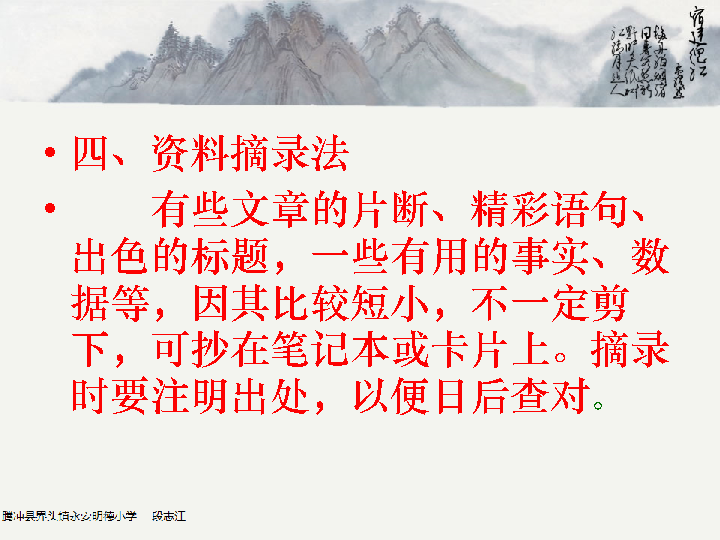 宿建德江
移舟泊烟渚
日暮客愁新
野旷天低树
江清月近人
• 四、资料摘录法
• 有些文章的片断、精彩语句、
出色的标题，一些有用的事实、数
据等，因其比较短小，不一定剪
下，可抄在笔记本或卡片上。摘录
时要注明出处，以便日后查对。
腾冲县界头镇永安明德小学 段志江